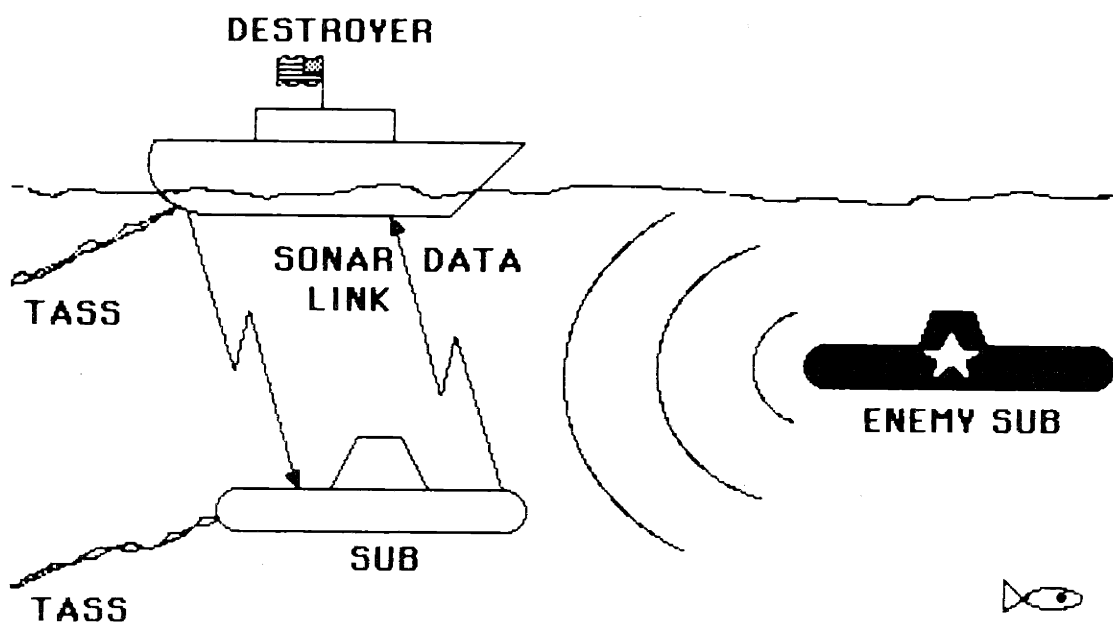 DESTROYER
SONAR DATA
LINK
TASS
ENEMY SUB
SUB
TASS